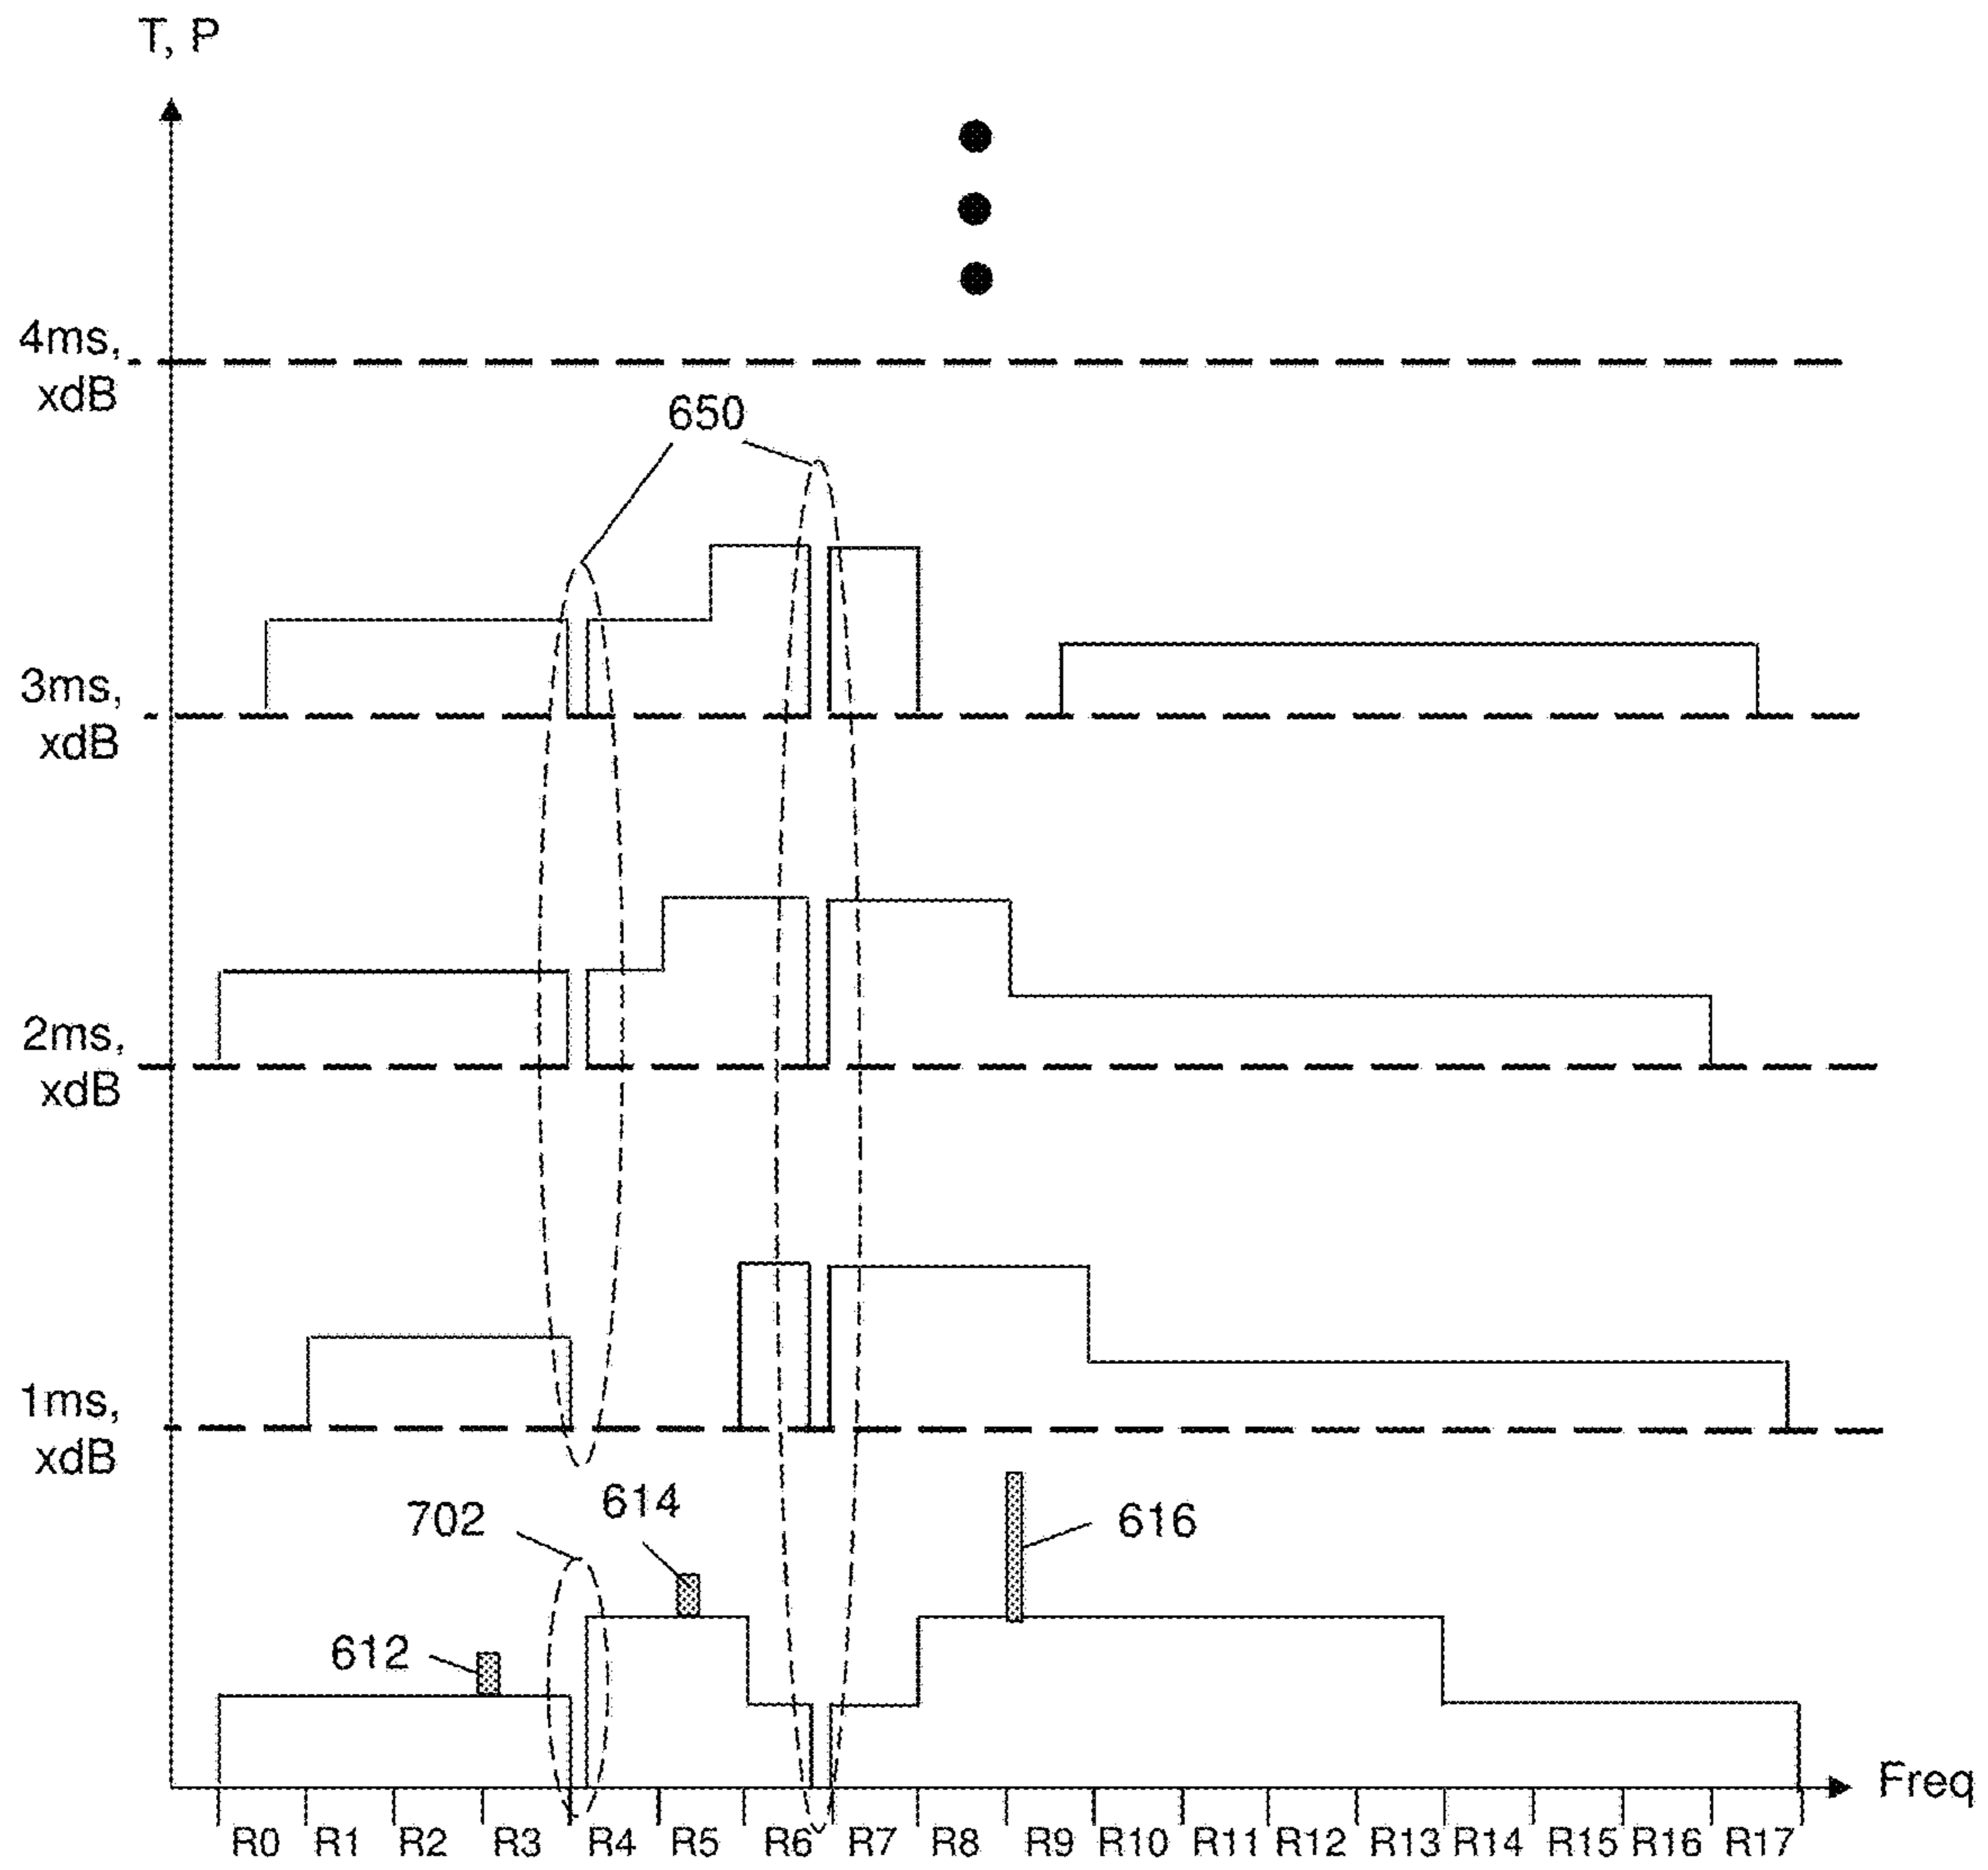 T, P
4ms,
xdB
650
3ms,
xdB
2ms,
xdB
1ms,
xdB
702
614
616
612
Freq
R0 R1 R2 R3 R4 R5 R6 R7 R8 R9 R10 R11 R12 R13 R14 R15 R16 R17